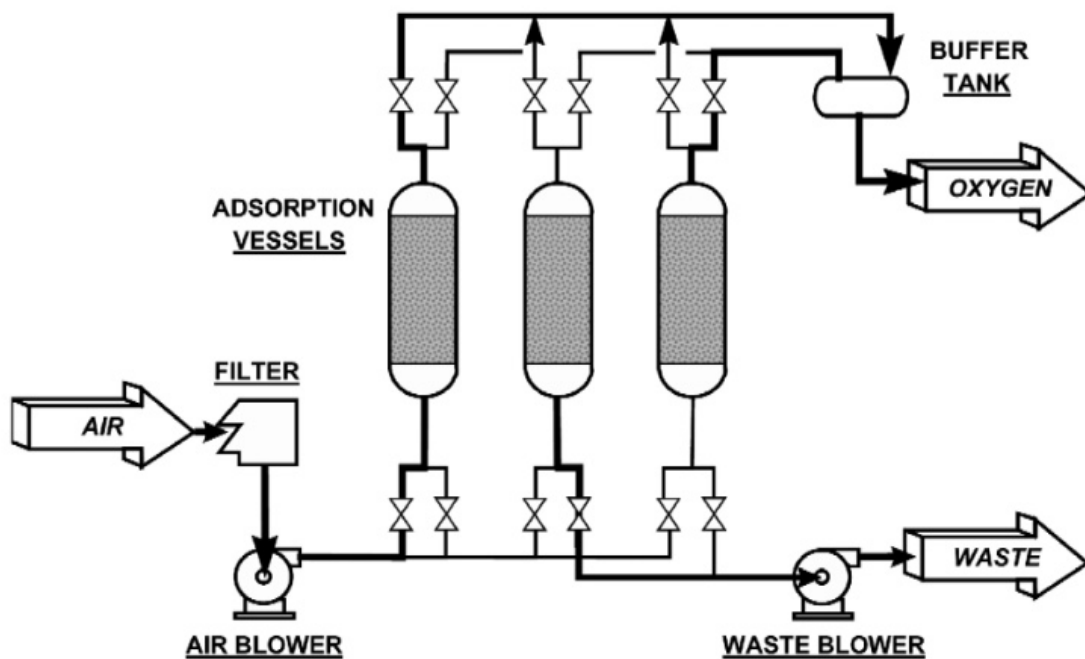 BUFFER
TANK
OXYGEN
ADSORPTION
VESSELS
FILTER
AIR
WASTE
AIR BLOWER
WASTE BLOWER